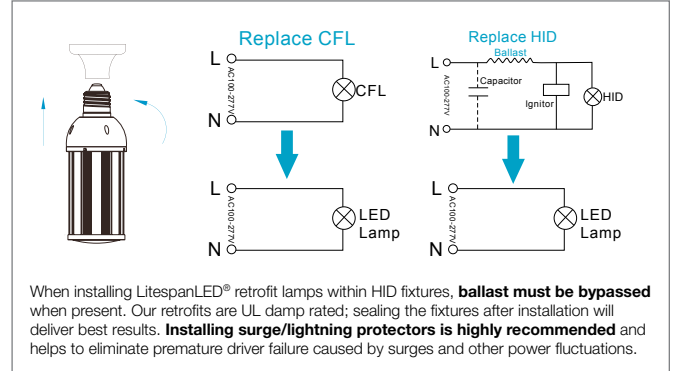 Replace CFL
L
AC100-277V
CFL
N
L
AC100-277V
LED
Lamp
N
Replace HID
Ballast
L
AC100-277V
Capacitor
Ignitor
HID
N
L
AC100-277V
LED
Lamp
N
When installing LitespanLED® retrofit lamps within HID fixtures, ballast must be bypassed
when present. Our retrofits are UL damp rated; sealing the fixtures after installation will
deliver best results. Installing surge/lightning protectors is highly recommended and
helps to eliminate premature driver failure caused by surges and other power fluctuations.